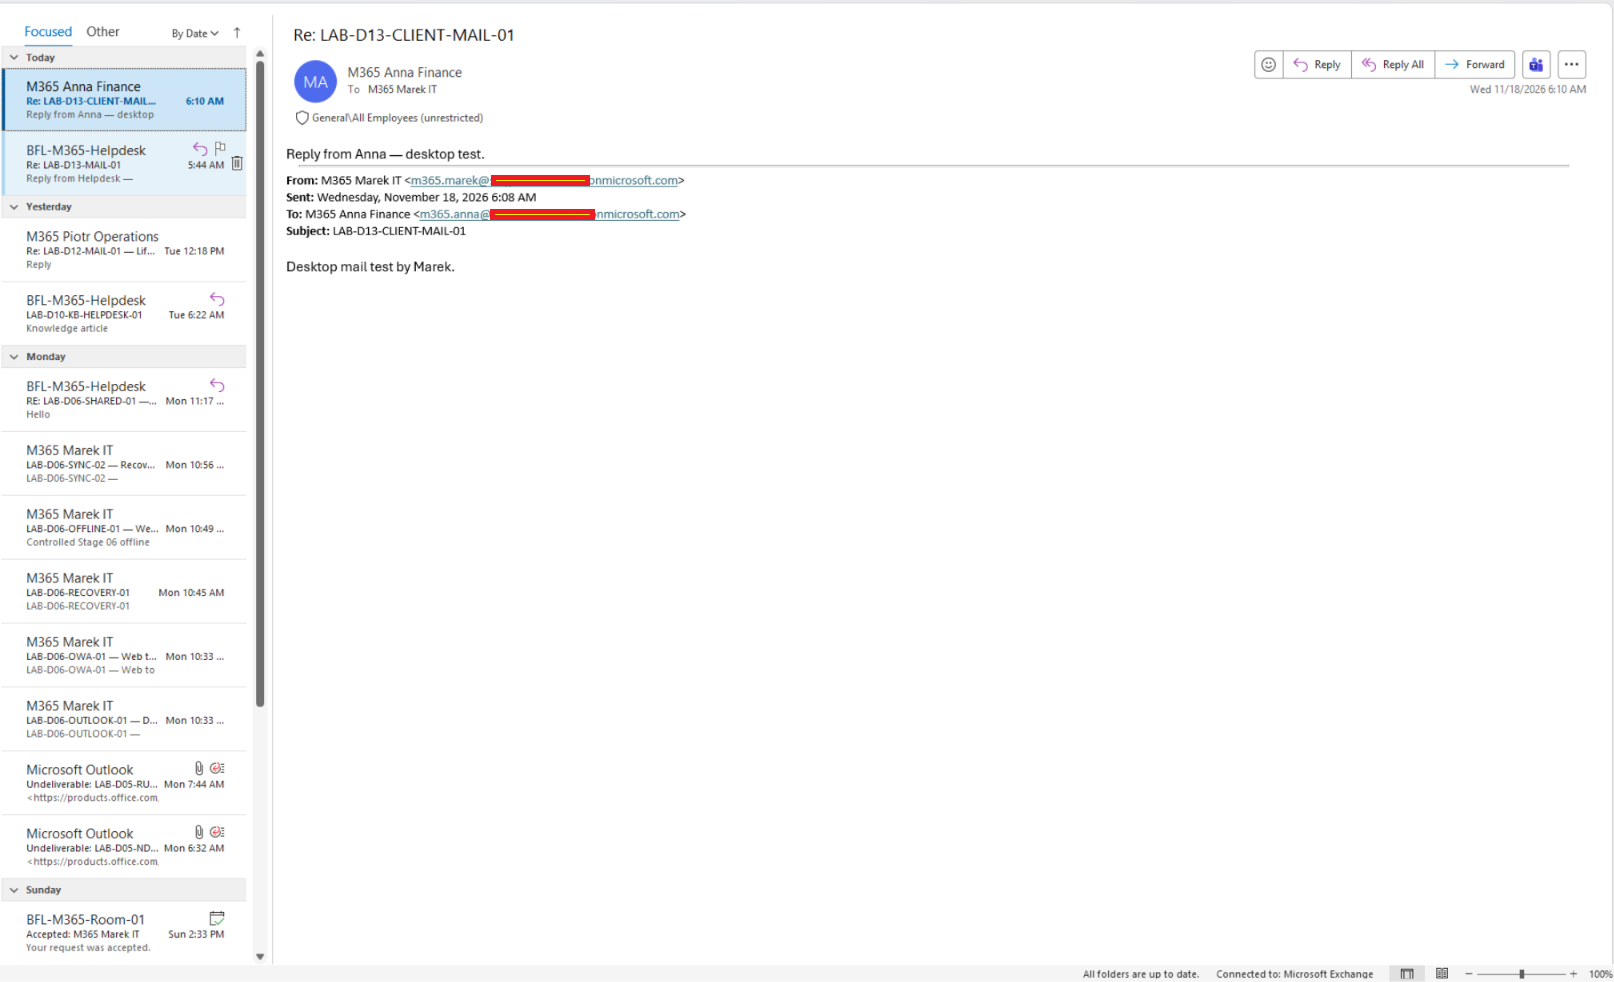 Focused Other By Date
Today
M365 Anna Finance
Re: LAB-D13-CLIENT-MAIL... 6:10 AM
Reply from Anna — desktop
BFL-M365-Helpdesk
Re: LAB-D13-MAIL-01 5:44 AM
Reply from Helpdesk —
Yesterday
M365 Piotr Operations
Re: LAB-D12-MAIL-01 — Lif... Tue 12:18 PM
Reply
BFL-M365-Helpdesk
LAB-D10-KB-HELPDESK-01 Tue 6:22 AM
Knowledge article
Monday
BFL-M365-Helpdesk
RE: LAB-D06-SHARED-01 —... Mon 11:17 ...
Hello
M365 Marek IT
LAB-D06-SYNC-02 — Recov... Mon 10:56 ...
LAB-D06-SYNC-02 —
M365 Marek IT
LAB-D06-OFFLINE-01 — We... Mon 10:49 ...
Controlled Stage 06 offline
M365 Marek IT
LAB-D06-RECOVERY-01 Mon 10:45 AM
LAB-D06-RECOVERY-01
M365 Marek IT
LAB-D06-OWA-01 — Web t... Mon 10:33 ...
LAB-D06-OWA-01 — Web to
M365 Marek IT
LAB-D06-OUTLOOK-01 — D... Mon 10:33 ...
LAB-D06-OUTLOOK-01 —
Microsoft Outlook
Undeliverable: LAB-D05-RU... Mon 7:44 AM
<https://products.office.com
Microsoft Outlook
Undeliverable: LAB-D05-ND... Mon 6:32 AM
<https://products.office.com
Sunday
BFL-M365-Room-01
Accepted: M365 Marek IT Sun 2:33 PM
Your request was accepted.
Re: LAB-D13-CLIENT-MAIL-01
MA
M365 Anna Finance
To M365 Marek IT
Reply Reply All Forward
Wed 11/18/2026 6:10 AM
General\All Employees (unrestricted)
Reply from Anna — desktop test.
From: M365 Marek IT <m365.marek@ onmicrosoft.com>
Sent: Wednesday, November 18, 2026 6:08 AM
To: M365 Anna Finance <m365.anna@ nmicrosoft.com>
Subject: LAB-D13-CLIENT-MAIL-01
Desktop mail test by Marek.
All folders are up to date. Connected to: Microsoft Exchange 100%